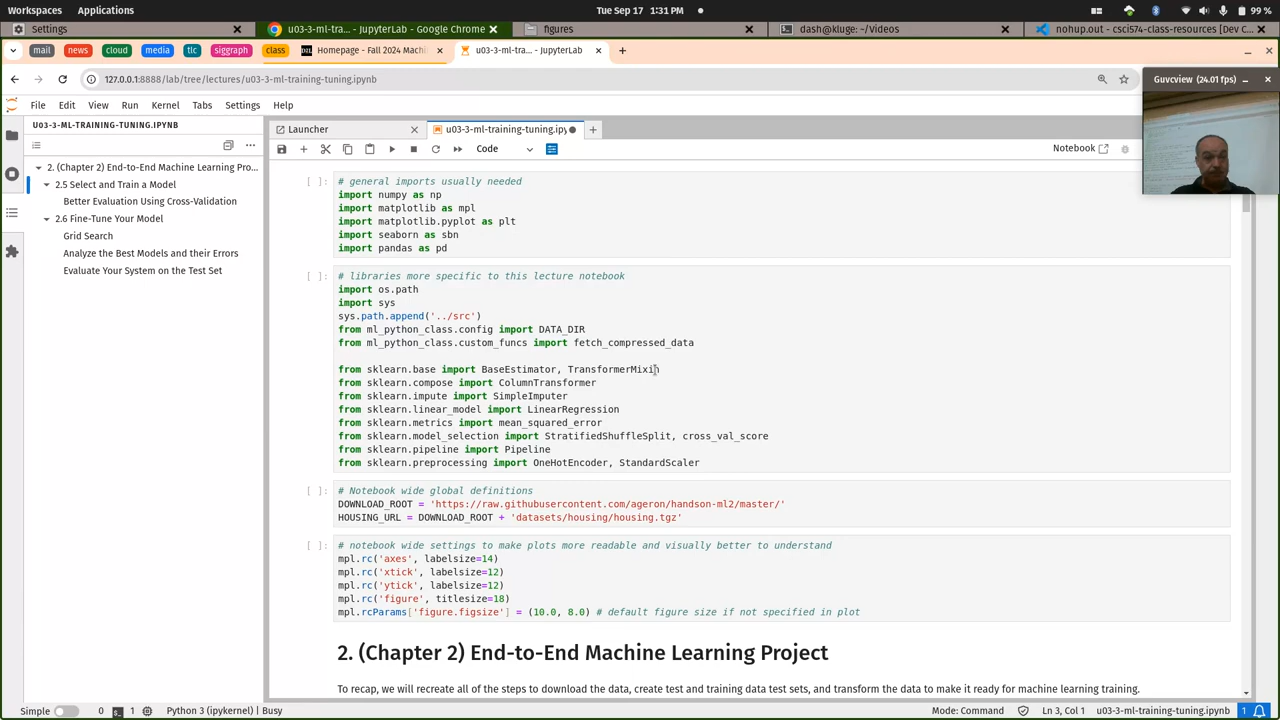 Workspaces
Applications
Tue Sep 17
1:31 PM
99 %
Settings
u03-3-ml-tra... - JupyterLab - Google Chrome
figures
dash@kluge: ~/Videos
nohup.out - csci574-class-resources [Dev C...
mail
news
cloud
media
tlc
siggraph
class
Homepage - Fall 2024 Machi
u03-3-ml-tra... - JupyterLab
127.0.0.1:8888/lab/tree/lectures/u03-3-ml-training-tuning.ipynb
Guvcview (24.01 fps)
File
Edit
View
Run
Kernel
Tabs
Settings
Help
U03-3-ML-TRAINING-TUNING.IPYNB
Launcher
u03-3-ml-training-tuning.ipyn
Code
Notebook
2. (Chapter 2) End-to-End Machine Learning Pro...
2.5 Select and Train a Model
Better Evaluation Using Cross-Validation
2.6 Fine-Tune Your Model
Grid Search
Analyze the Best Models and their Errors
Evaluate Your System on the Test Set
[ ]:
# general imports usually needed
import numpy as np
import matplotlib as mpl
import matplotlib.pyplot as plt
import seaborn as sbn
import pandas as pd
[ ]:
# libraries more specific to this lecture notebook
import os.path
import sys
sys.path.append('../src')
from ml_python_class.config import DATA_DIR
from ml_python_class.custom_funcs import fetch_compressed_data
from sklearn.base import BaseEstimator, TransformerMixin
from sklearn.compose import ColumnTransformer
from sklearn.impute import SimpleImputer
from sklearn.linear_model import LinearRegression
from sklearn.metrics import mean_squared_error
from sklearn.model_selection import StratifiedShuffleSplit, cross_val_score
from sklearn.pipeline import Pipeline
from sklearn.preprocessing import OneHotEncoder, StandardScaler
[ ]:
# Notebook wide global definitions
DOWNLOAD_ROOT = 'https://raw.githubusercontent.com/ageron/handson-ml2/master/'
HOUSING_URL = DOWNLOAD_ROOT + 'datasets/housing/housing.tgz'
[ ]:
# notebook wide settings to make plots more readable and visually better to understand
mpl.rc('axes', labelsize=14)
mpl.rc('xtick', labelsize=12)
mpl.rc('ytick', labelsize=12)
mpl.rc('figure', titlesize=18)
mpl.rcParams['figure.figsize'] = (10.0, 8.0) # default figure size if not specified in plot
2. (Chapter 2) End-to-End Machine Learning Project
To recap, we will recreate all of the steps to download the data, create test and training data test sets, and transform the data to make it ready for machine learning training.
Simple
0
1
Python 3 (ipykernel) | Busy
Mode: Command
Ln 3, Col 1
u03-3-ml-training-tuning.ipynb
1